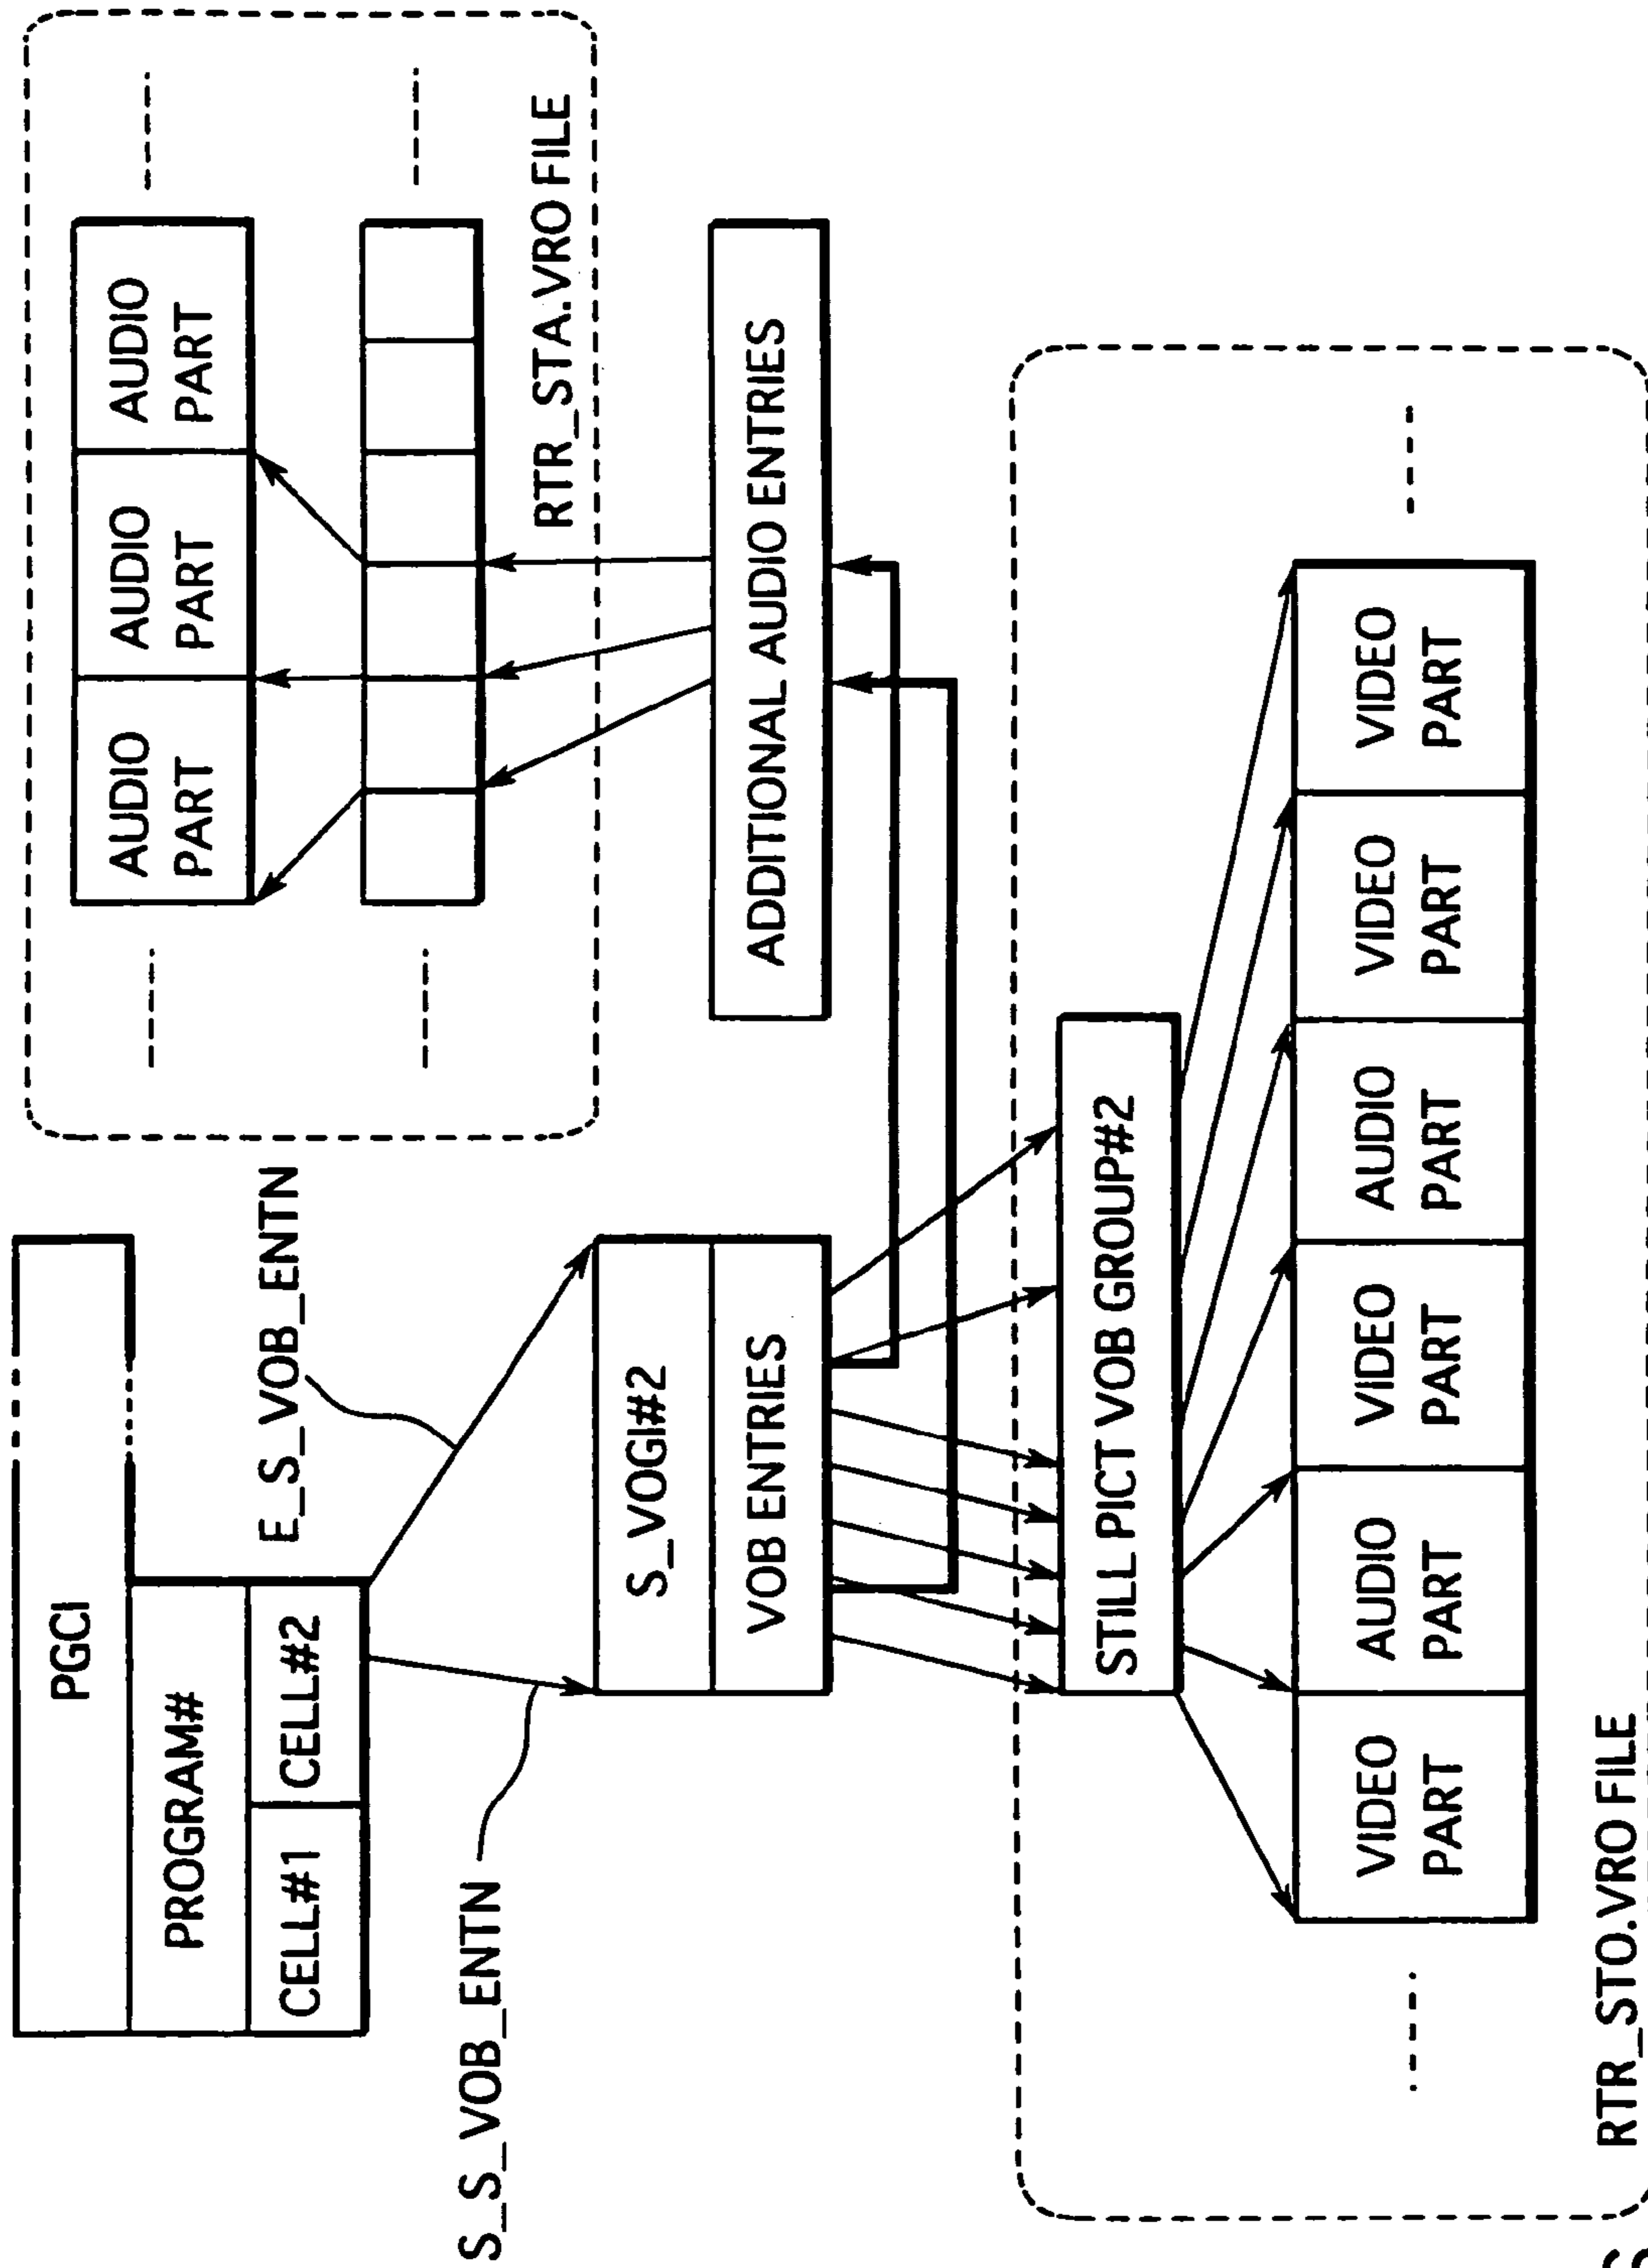 PGCI
PROGRAM#
CELL#1
CELL#2
S_S_VOB_ENTN
E_S_VOB_ENTN
S_VOGI#2
VOB ENTRIES
AUDIO
PART
AUDIO
PART
AUDIO
PART
RTR_STA.VRO FILE
ADDITIONAL AUDIO ENTRIES
STILL PICT VOB GROUP#2
VIDEO
PART
AUDIO
PART
VIDEO
PART
AUDIO
PART
VIDEO
PART
VIDEO
PART
RTR_STO.VRO FILE